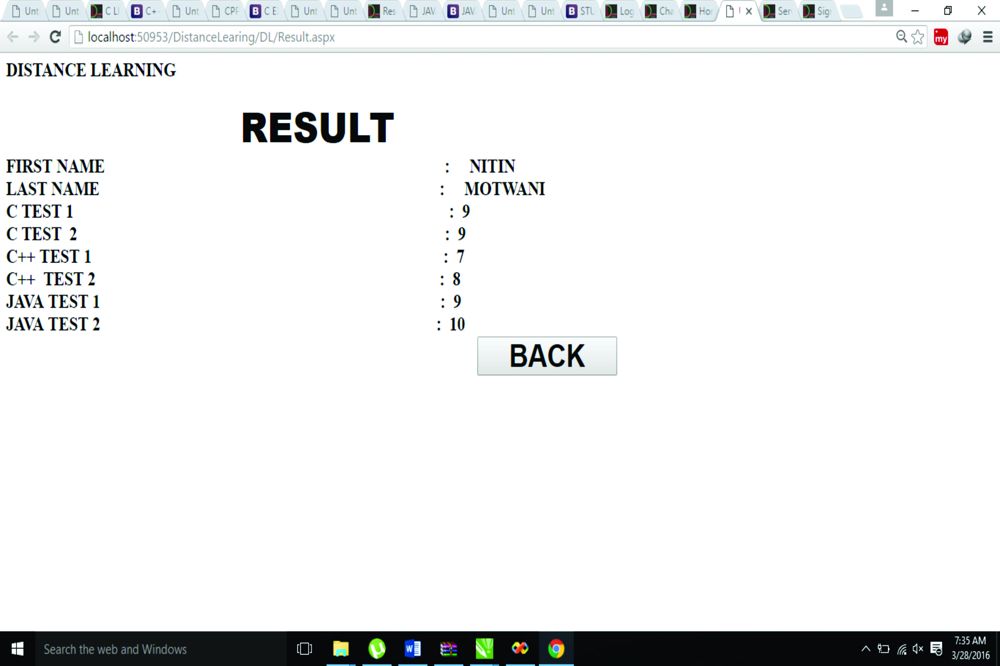 Unt Unt C LI C+ Unt CPP C E Unt Unt Res JAV JAV Unt Unt STU Log Cha Hor Ser Sig
localhost:50953/DistanceLearing/DL/Result.aspx my
DISTANCE LEARNING
RESULT
FIRST NAME : NITIN
LAST NAME : MOTWANI
C TEST 1 : 9
C TEST 2 : 9
C++ TEST 1 : 7
C++ TEST 2 : 8
JAVA TEST 1 : 9
JAVA TEST 2 : 10
BACK
Search the web and Windows
7:35 AM
3/28/2016